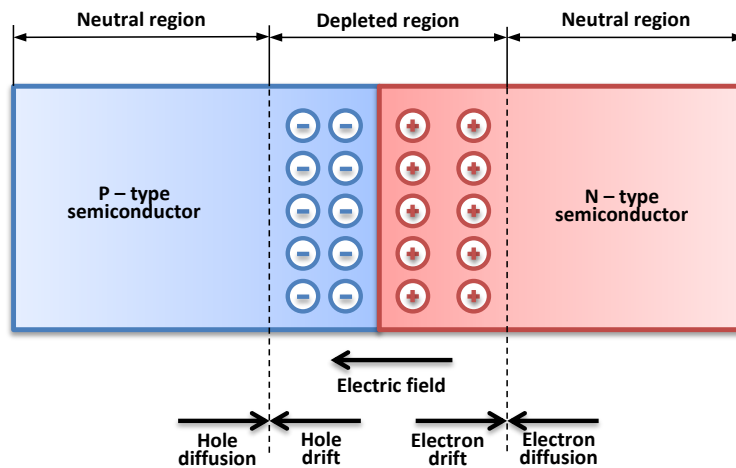 Neutral region
Depleted region
Neutral region
P – type
semiconductor
N – type
semiconductor
Electric field
Hole
diffusion
Hole
drift
Electron
drift
Electron
diffusion